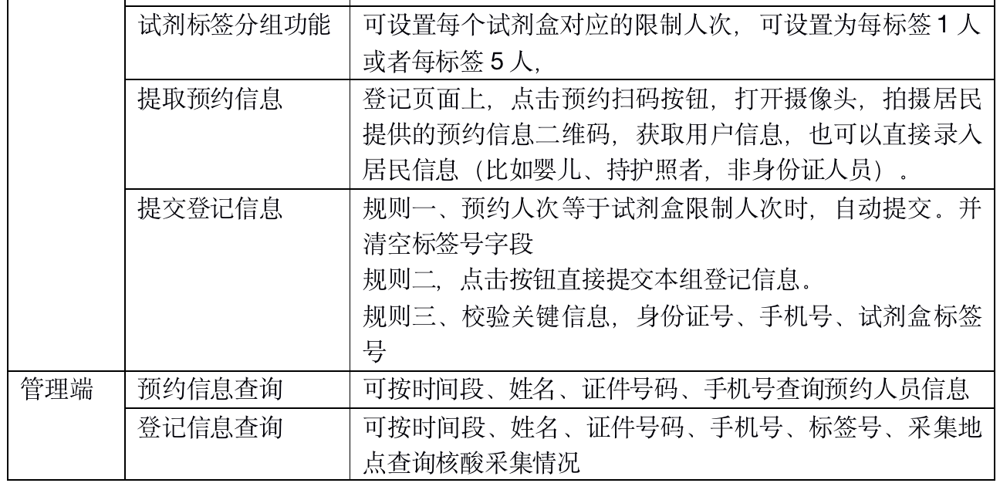 试剂标签分组功能
可设置每个试剂盒对应的限制人次，可设置为每标签 1 人
或者每标签 5 人，
提取预约信息
登记页面上，点击预约扫码按钮，打开摄像头，拍摄居民
提供的预约信息二维码，获取用户信息，也可以直接录入
居民信息（比如婴儿、持护照者，非身份证人员）。
提交登记信息
规则一、预约人次等于试剂盒限制人次时，自动提交。并
清空标签号字段
规则二，点击按钮直接提交本组登记信息。
规则三、校验关键信息，身份证号、手机号、试剂盒标签
号
管理端
预约信息查询
可按时间段、姓名、证件号码、手机号查询预约人员信息
登记信息查询
可按时间段、姓名、证件号码、手机号、标签号、采集地
点查询核酸采集情况